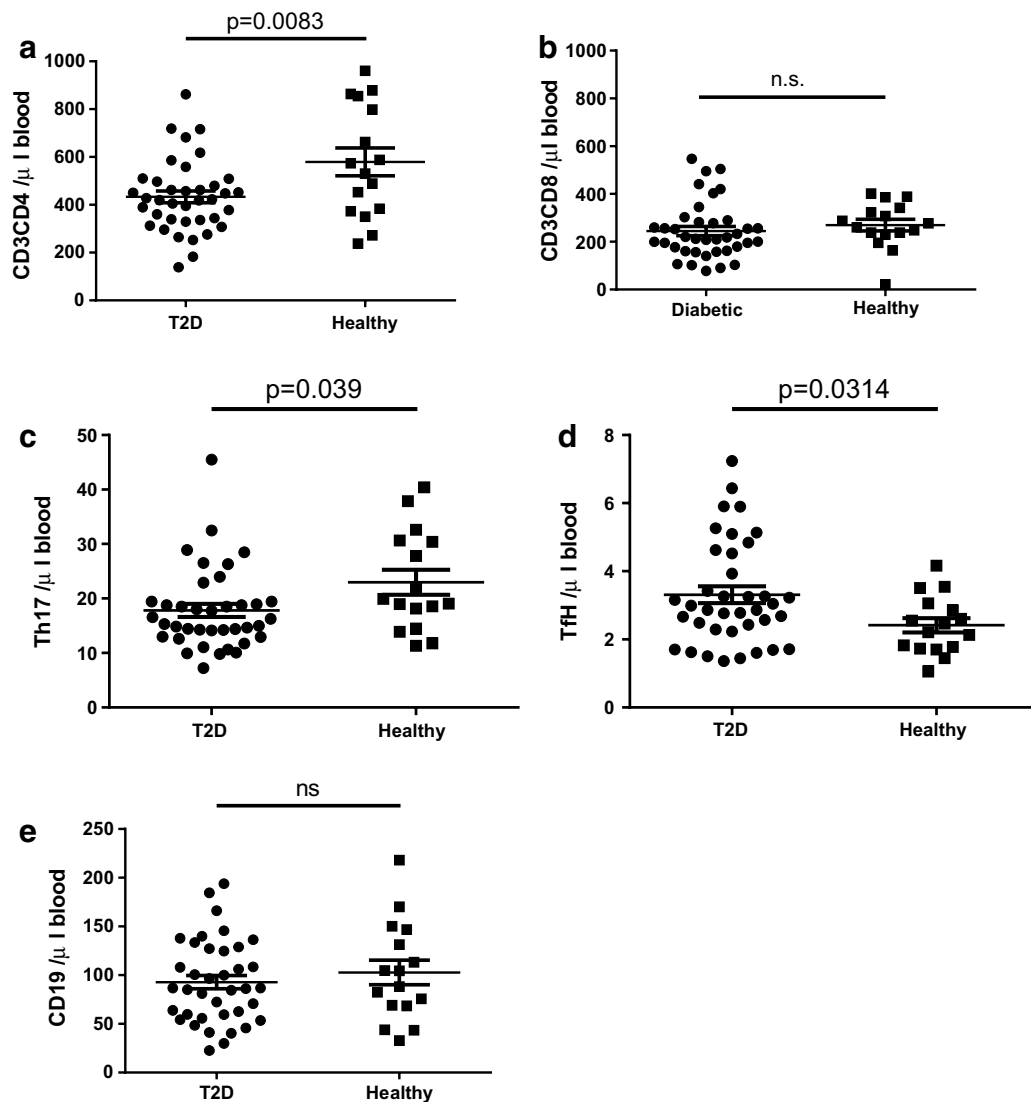 a
p=0.0083
CD3CD4 /μ l blood
1000
800
600
400
200
0
T2D
Healthy
b
n.s.
CD3CD8 /μl blood
1000
800
600
400
200
0
Diabetic
Healthy
c
p=0.039
Th17 /μ l blood
50
40
30
20
10
0
T2D
Healthy
d
p=0.0314
TfH /μ l blood
8
6
4
2
0
T2D
Healthy
e
ns
CD19 /μ l blood
250
200
150
100
50
0
T2D
Healthy